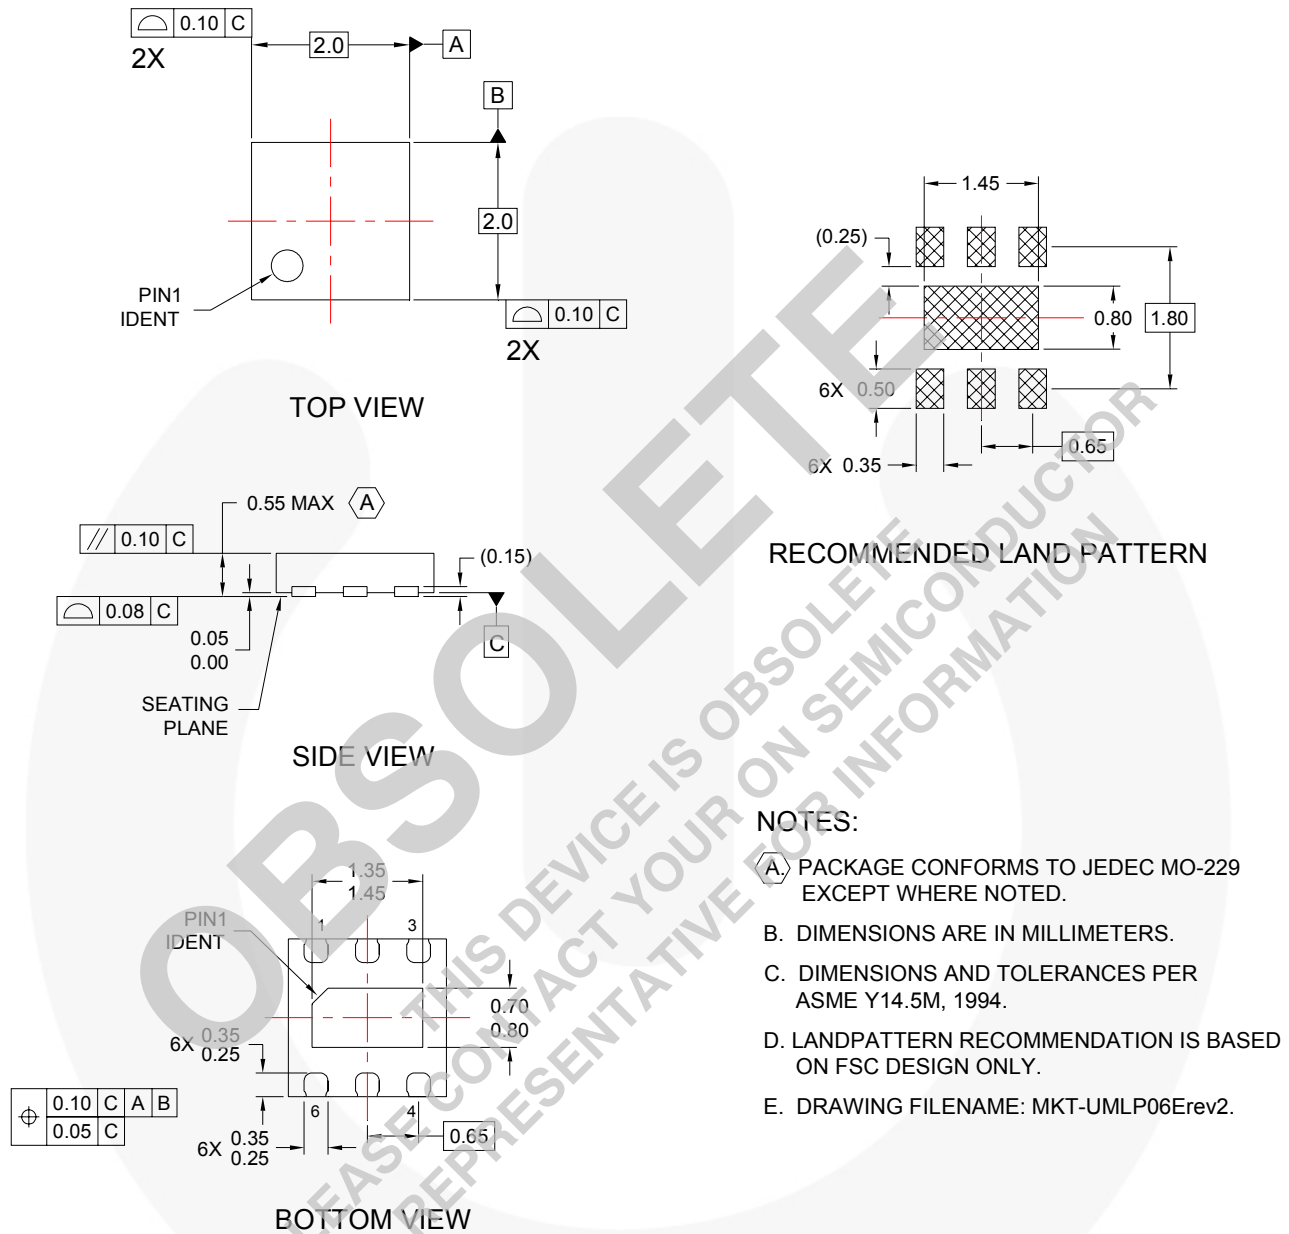 0.10 C
2X
2.0
A
B
2.0
PIN1
IDENT
0.10 C
2X
TOP VIEW
1.45
(0.25)
0.80
1.80
6X 0.50
6X 0.35
0.65
RECOMMENDED LAND PATTERN
0.55 MAX A
// 0.10 C
(0.15)
0.08 C
0.05
0.00
C
SEATING
PLANE
SIDE VIEW
1.35
1.45
PIN1
IDENT
1
3
0.70
0.80
6X 0.35
0.25
6
4
0.10 C A B
0.05 C
6X 0.35
0.25
0.65
BOTTOM VIEW
NOTES:
A. PACKAGE CONFORMS TO JEDEC MO-229
EXCEPT WHERE NOTED.
B. DIMENSIONS ARE IN MILLIMETERS.
C. DIMENSIONS AND TOLERANCES PER
ASME Y14.5M, 1994.
D. LANDPATTERN RECOMMENDATION IS BASED
ON FSC DESIGN ONLY.
E. DRAWING FILENAME: MKT-UMLP06Erev2.
OBSOLETE
THIS DEVICE IS OBSOLETE
LEASE CONTACT YOUR ON SEMICONDUCTOR
REPRESENTATIVE FOR INFORMATION